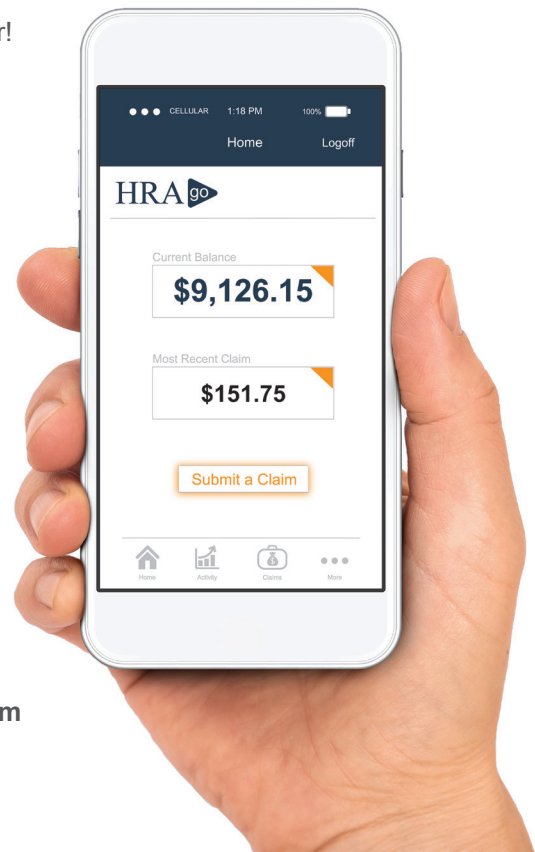 r!
CELLULAR 1:18 PM 100%
Home Logoff
HRA go
Current Balance
$9,126.15
Most Recent Claim
$151.75
Submit a Claim
Home Activity Claims More
m